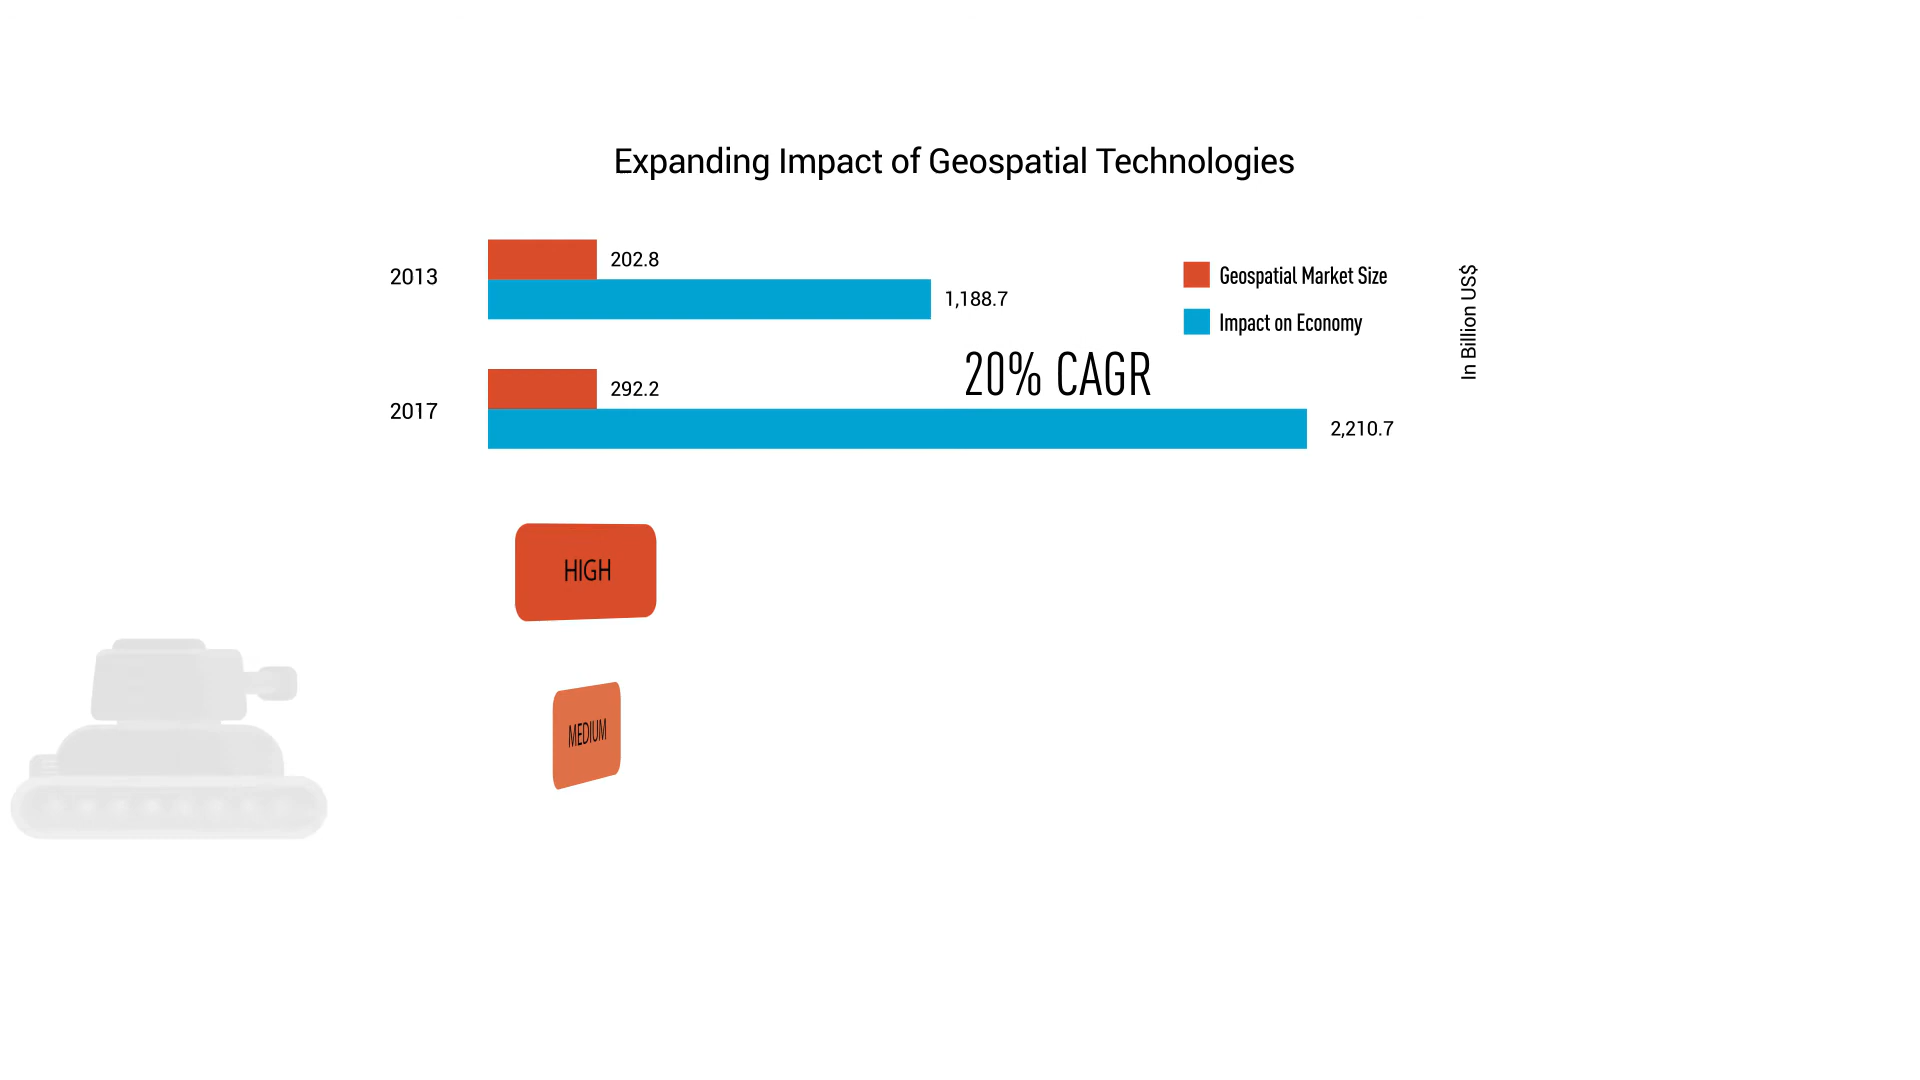 Expanding Impact of Geospatial Technologies
2013
202.8
1,188.7
Geospatial Market Size
Impact on Economy
In Billion US$
20% CAGR
2017
292.2
2,210.7
HIGH
MEDIUM